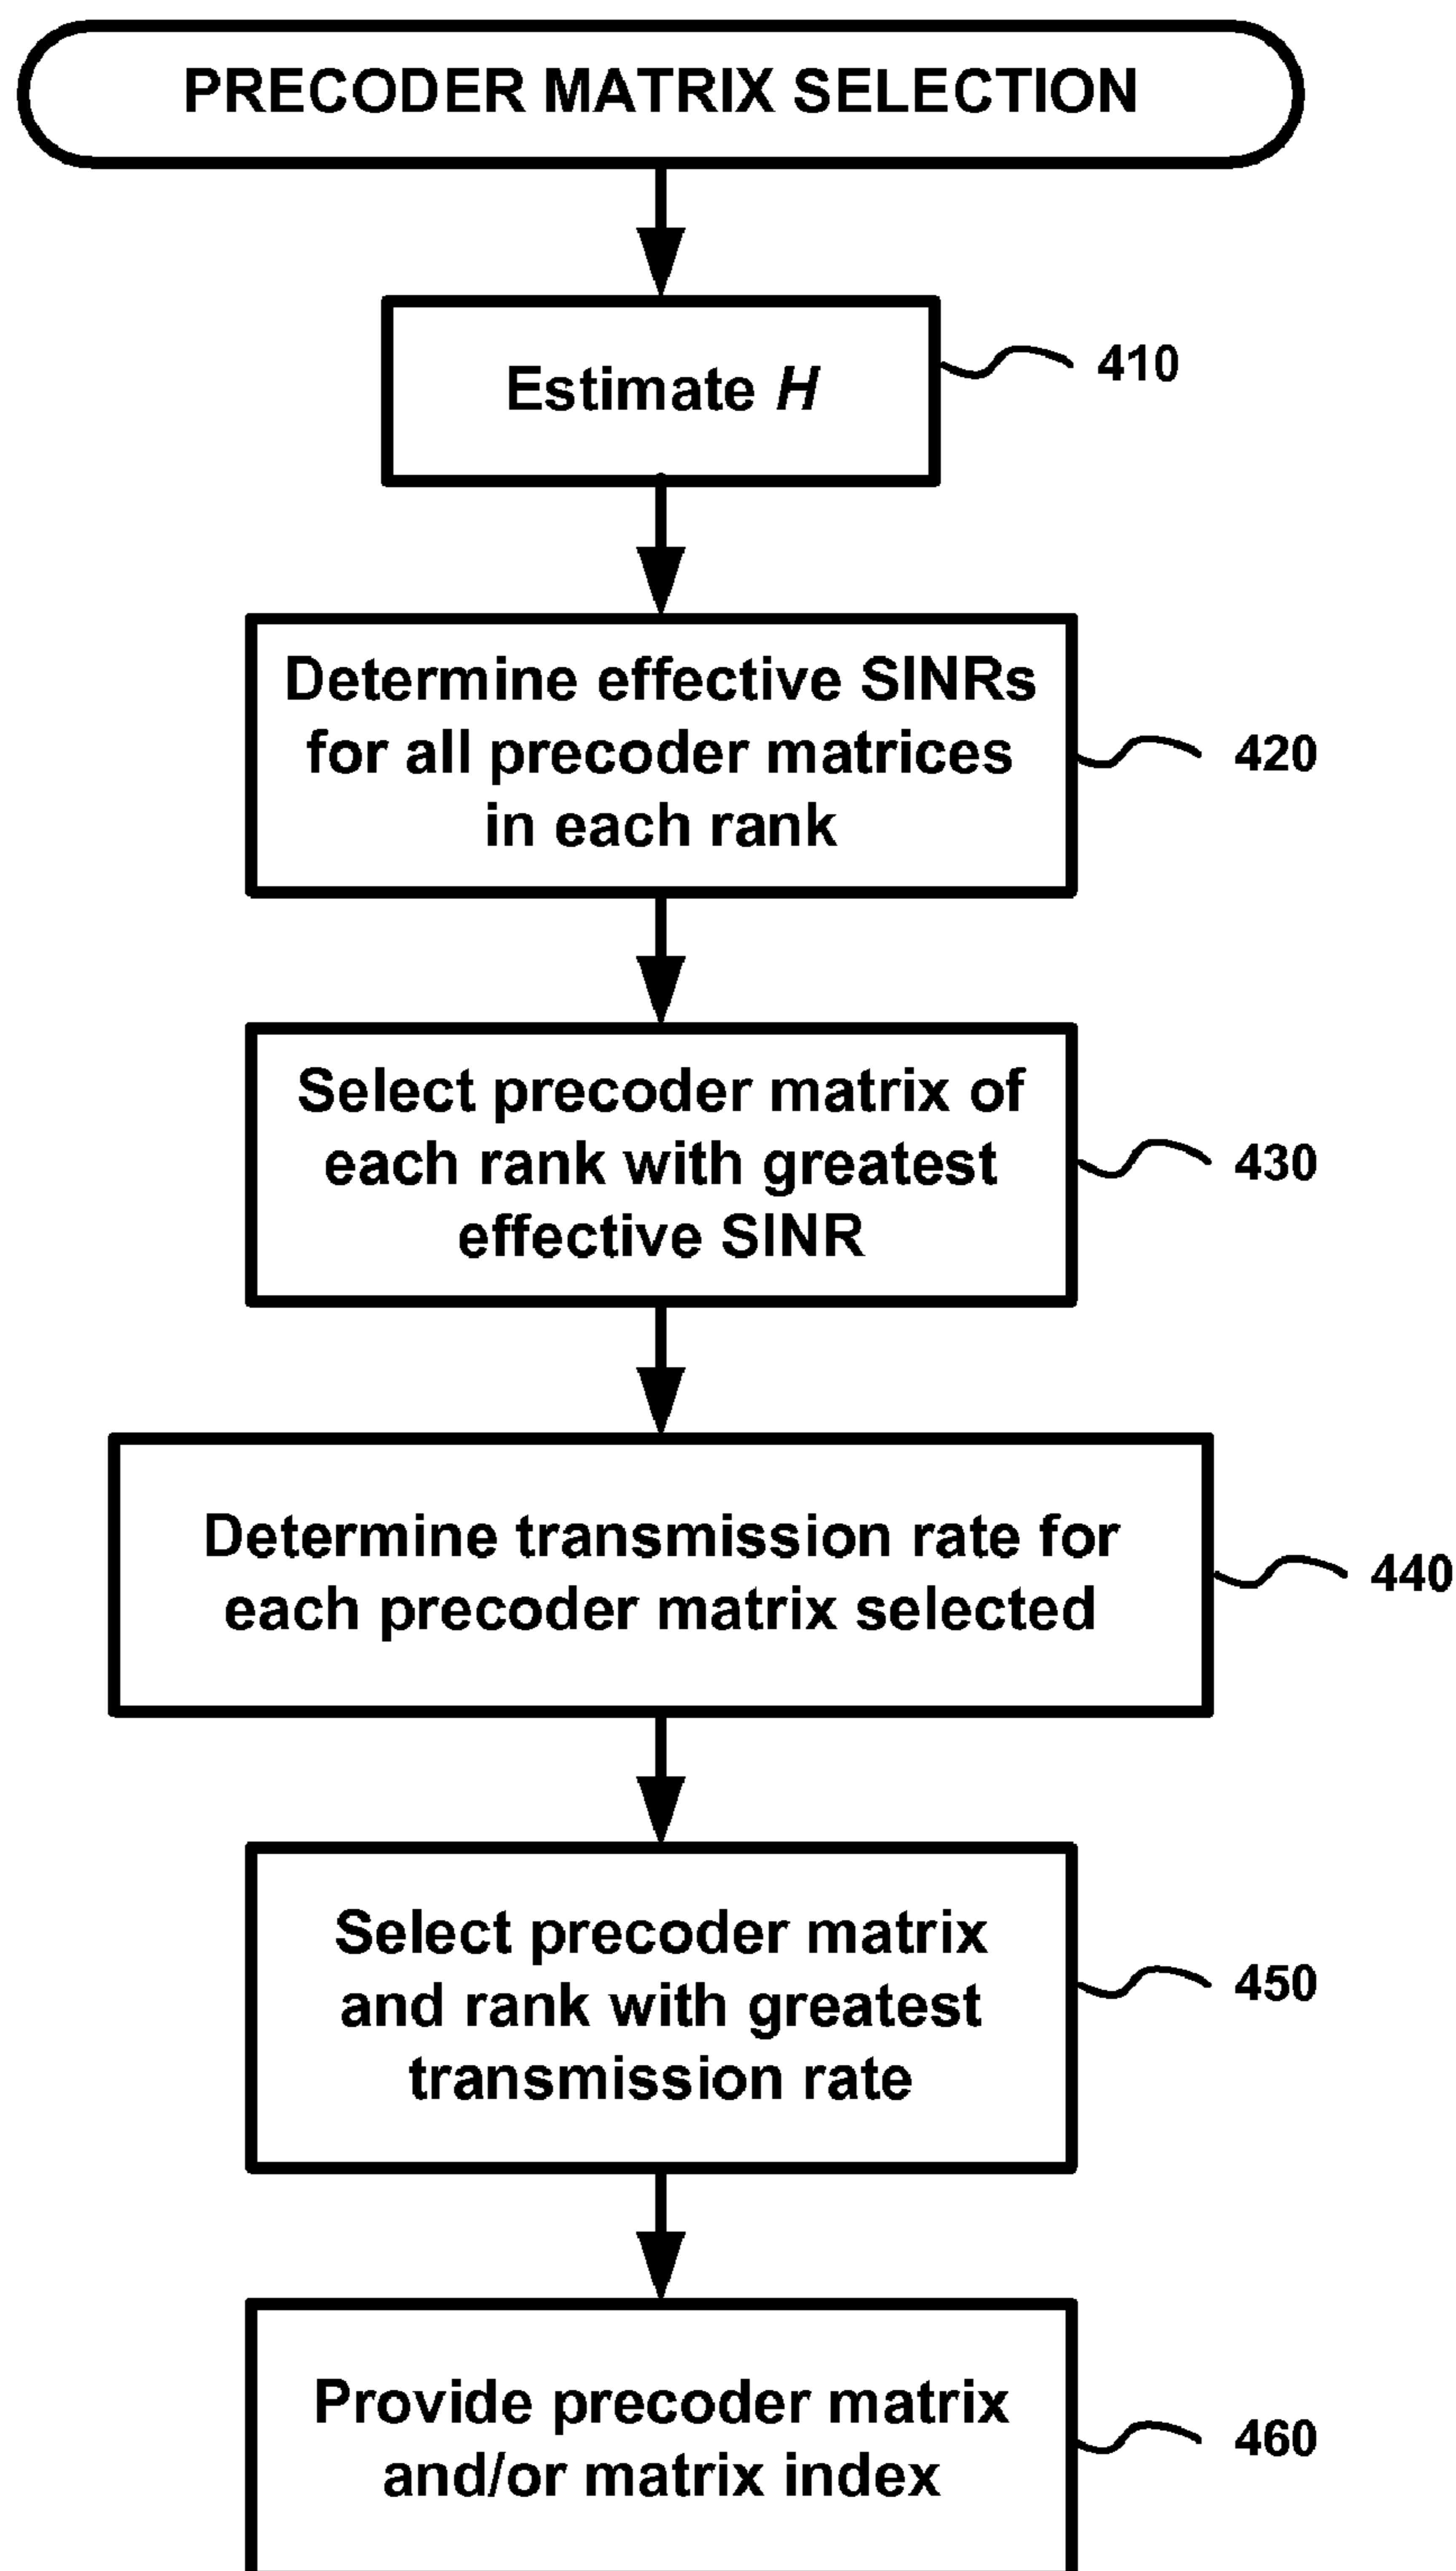 PRECODER MATRIX SELECTION
Estimate H
410
Determine effective SINRs
for all precoder matrices
in each rank
420
Select precoder matrix of
each rank with greatest
effective SINR
430
Determine transmission rate for
each precoder matrix selected
440
Select precoder matrix
and rank with greatest
transmission rate
450
Provide precoder matrix
and/or matrix index
460